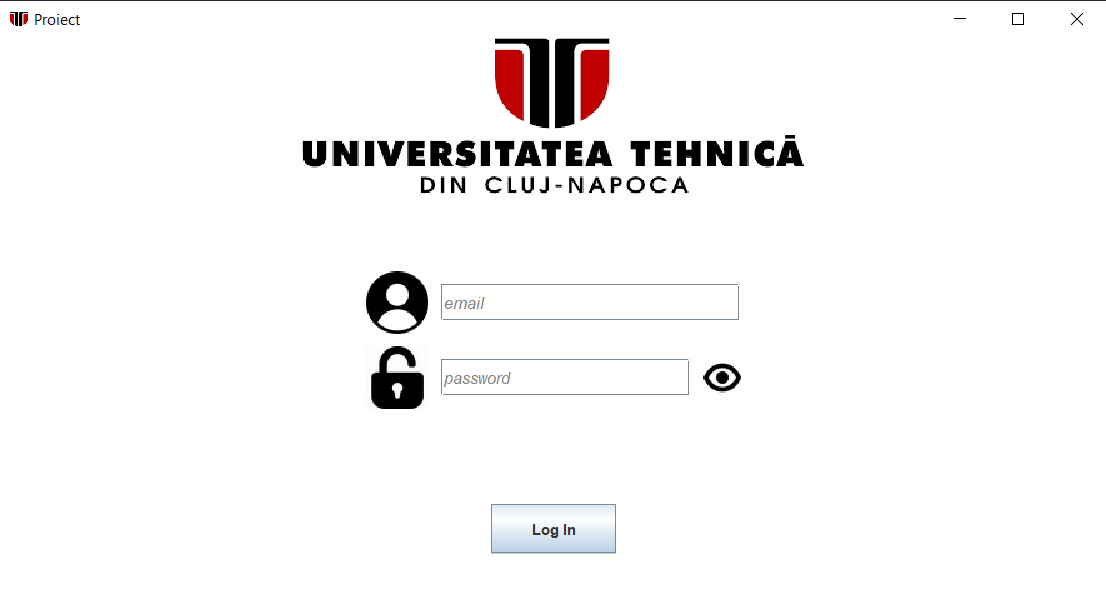 Proiect
UNIVERSITATEA TEHNICĂ
DIN CLUJ-NAPOCA
email
password
Log In